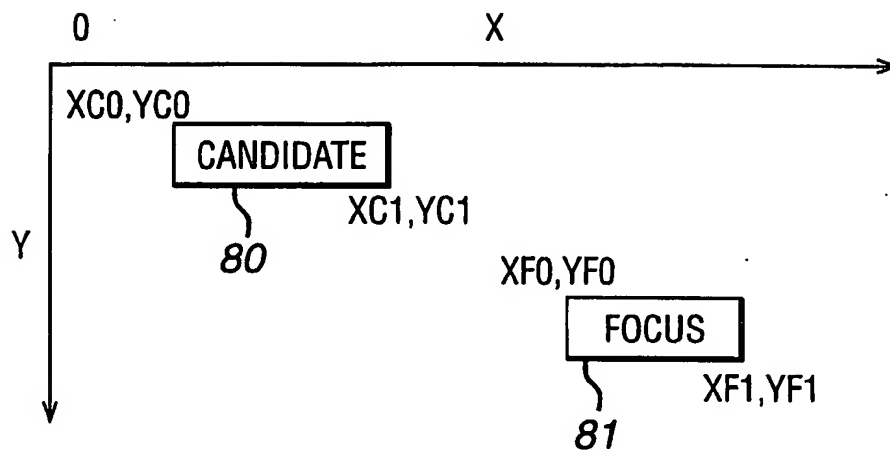 0 X
XC0,YC0
CANDIDATE
XC1,YC1
80
Y
XF0,YF0
FOCUS
XF1,YF1
81